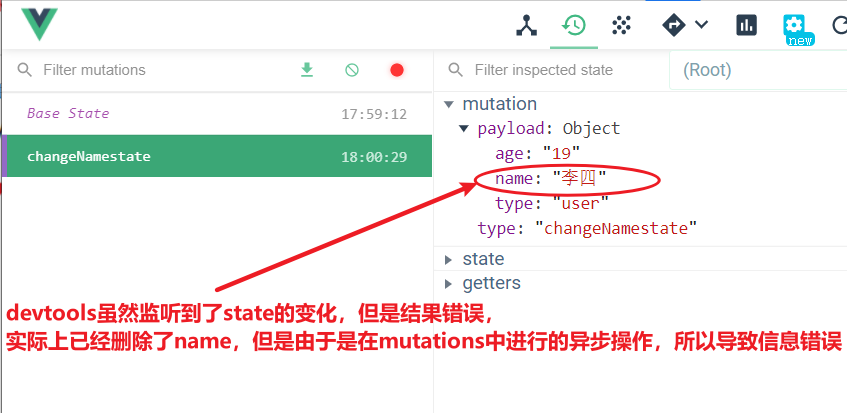 new
Filter mutations
Filter inspected state
(Root)
Base State 17:59:12
changeNamestate 18:00:29
mutation
payload: Object
age: "19"
name: "李四"
type: "user"
type: "changeNamestate"
state
getters
devtools虽然监听到了state的变化，但是结果错误，
实际上已经删除了name，但是由于是在mutations中进行的异步操作，所以导致信息错误